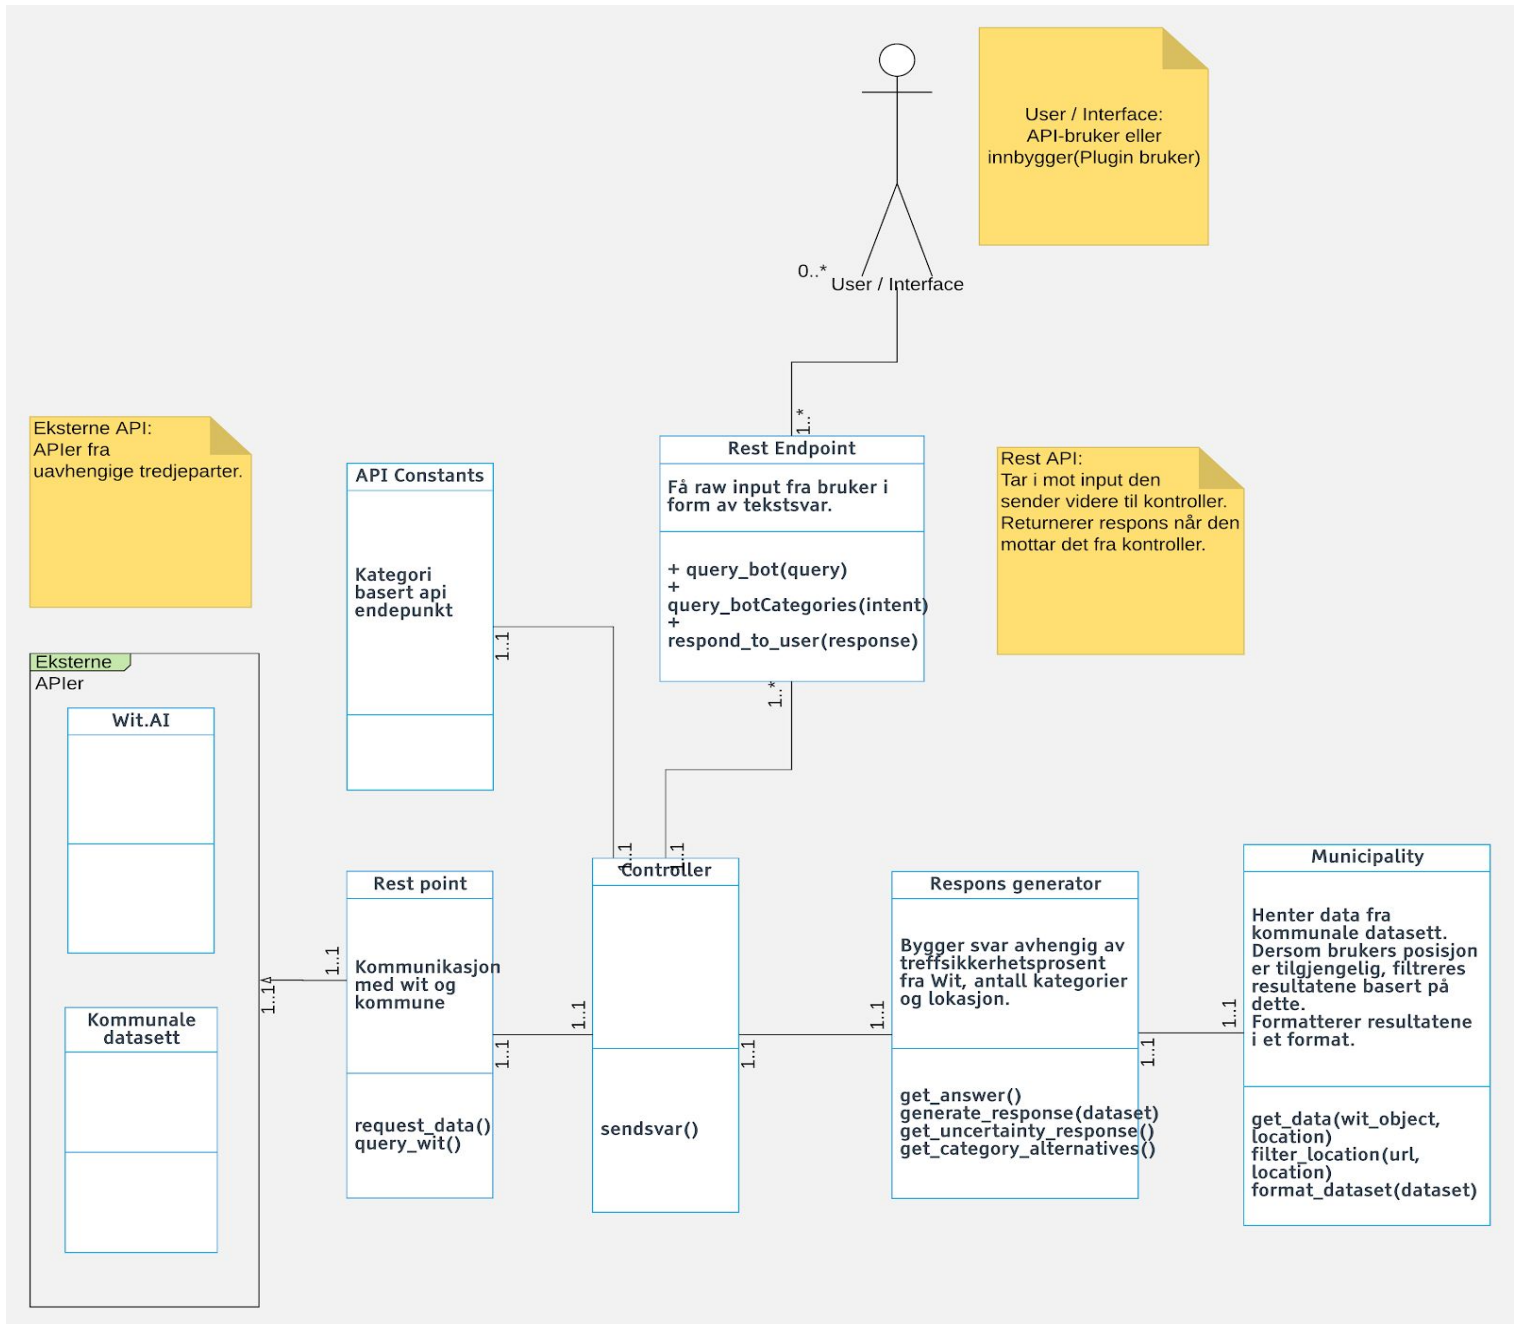 User / Interface:
API-bruker eller
innbygger(Plugin bruker)
0..*
User / Interface
1..*
Eksterne API:
APIer fra
uavhengige tredjeparter.
API Constants
Kategori
basert api
endepunkt
1..1
Rest Endpoint
Få raw input fra bruker i
form av tekstsvar.
+ query_bot(query)
+
query_botCategories(intent)
+
respond_to_user(response)
1..*
Rest API:
Tar i mot input den
sender videre til kontroller.
Returnerer respons når den
mottar det fra kontroller.
Eksterne
APIer
Wit.AI
Kommunale
datasett
1..1
1..1
Rest point
Kommunikasjon
med wit og
kommune
request_data()
query_wit()
1..1
1..1
1..1
1..1
Controller
sendsvar()
1..1
1..1
Respons generator
Bygger svar avhengig av
treffsikkerhetsprosent
fra Wit, antall kategorier
og lokasjon.
get_answer()
generate_response(dataset)
get_uncertainty_response()
get_category_alternatives()
1..1
1..1
Municipality
Henter data fra
kommunale datasett.
Dersom brukers posisjon
er tilgjengelig, filtreres
resultatene basert på
dette.
Formatterer resultatene
i et format.
get_data(wit_object,
location)
filter_location(url,
location)
format_dataset(dataset)